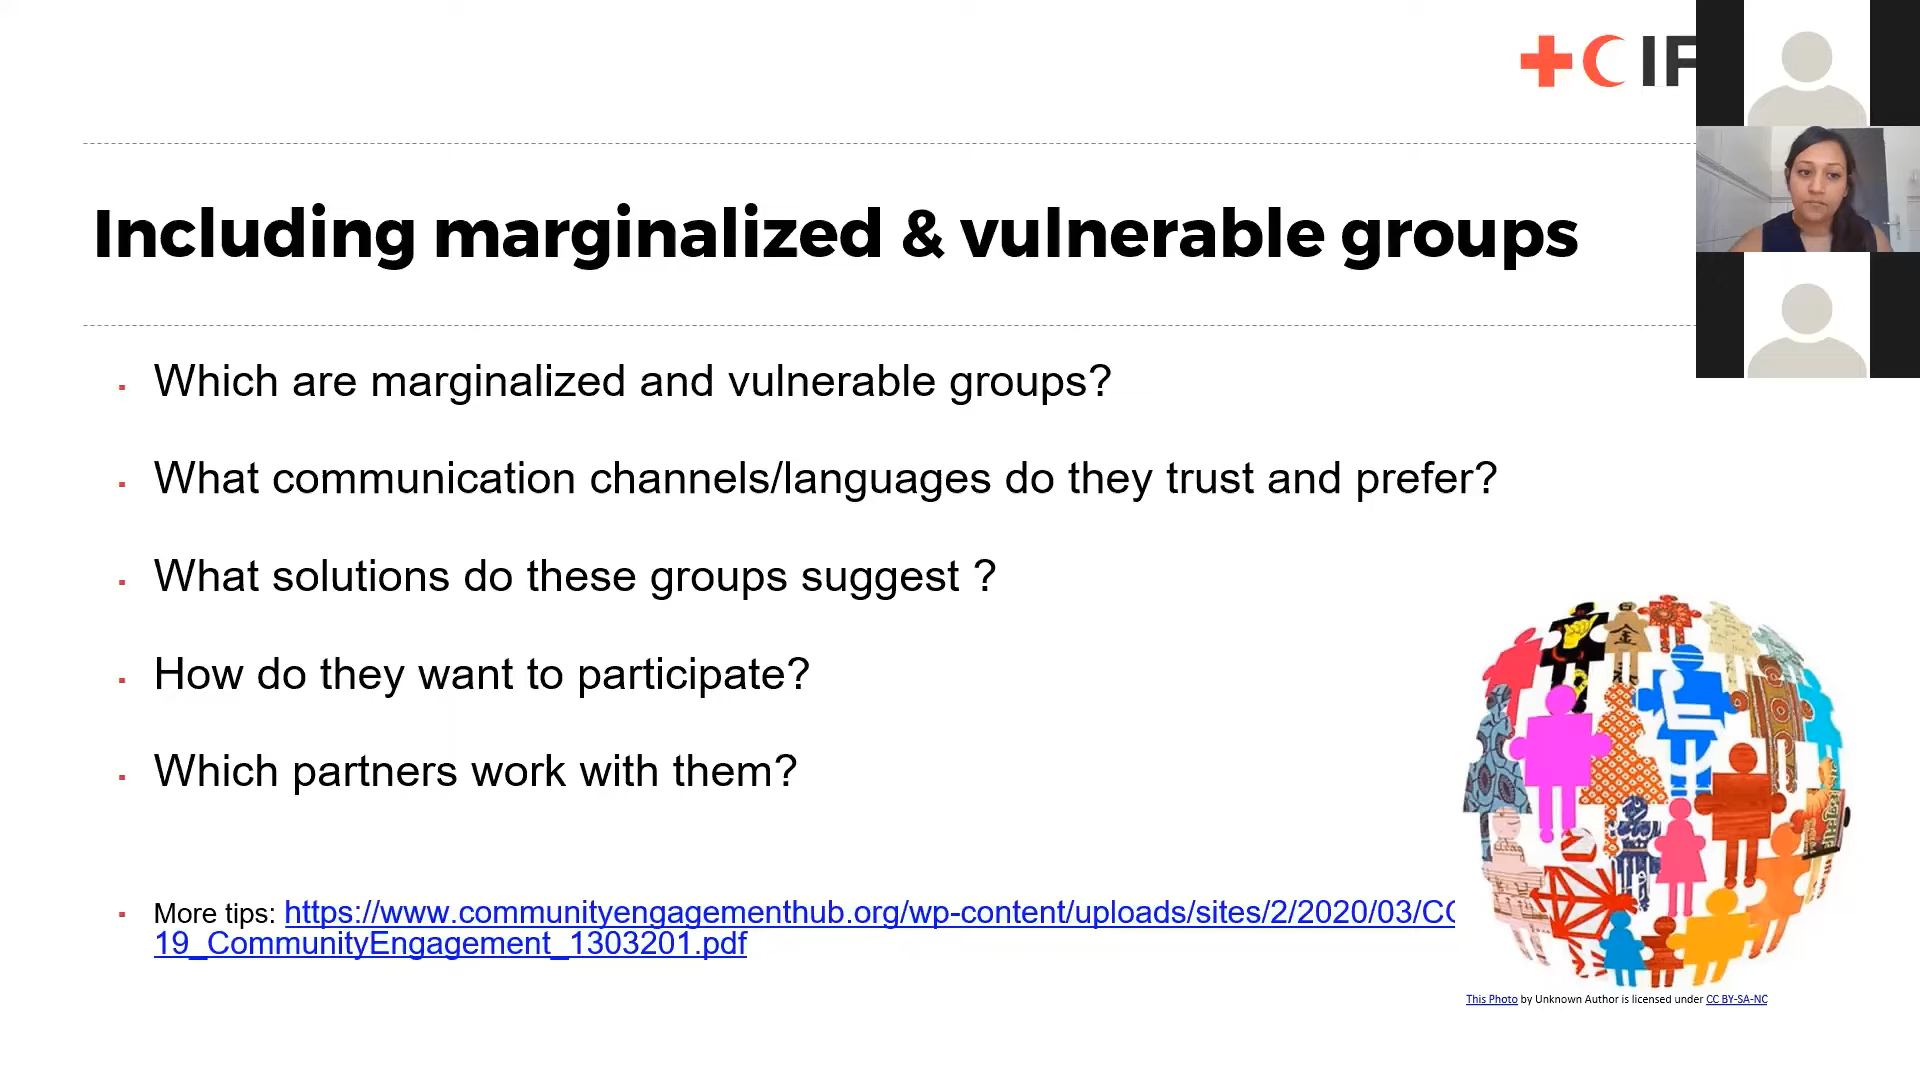 IF
Including marginalized & vulnerable groups
Which are marginalized and vulnerable groups?
What communication channels/languages do they trust and prefer?
What solutions do these groups suggest ?
How do they want to participate?
Which partners work with them?
More tips: https://www.communityengagementhub.org/wp-content/uploads/sites/2/2020/03/CO
19_CommunityEngagement_1303201.pdf
金
This Photo by Unknown Author is licensed under CC BY-SA-NC